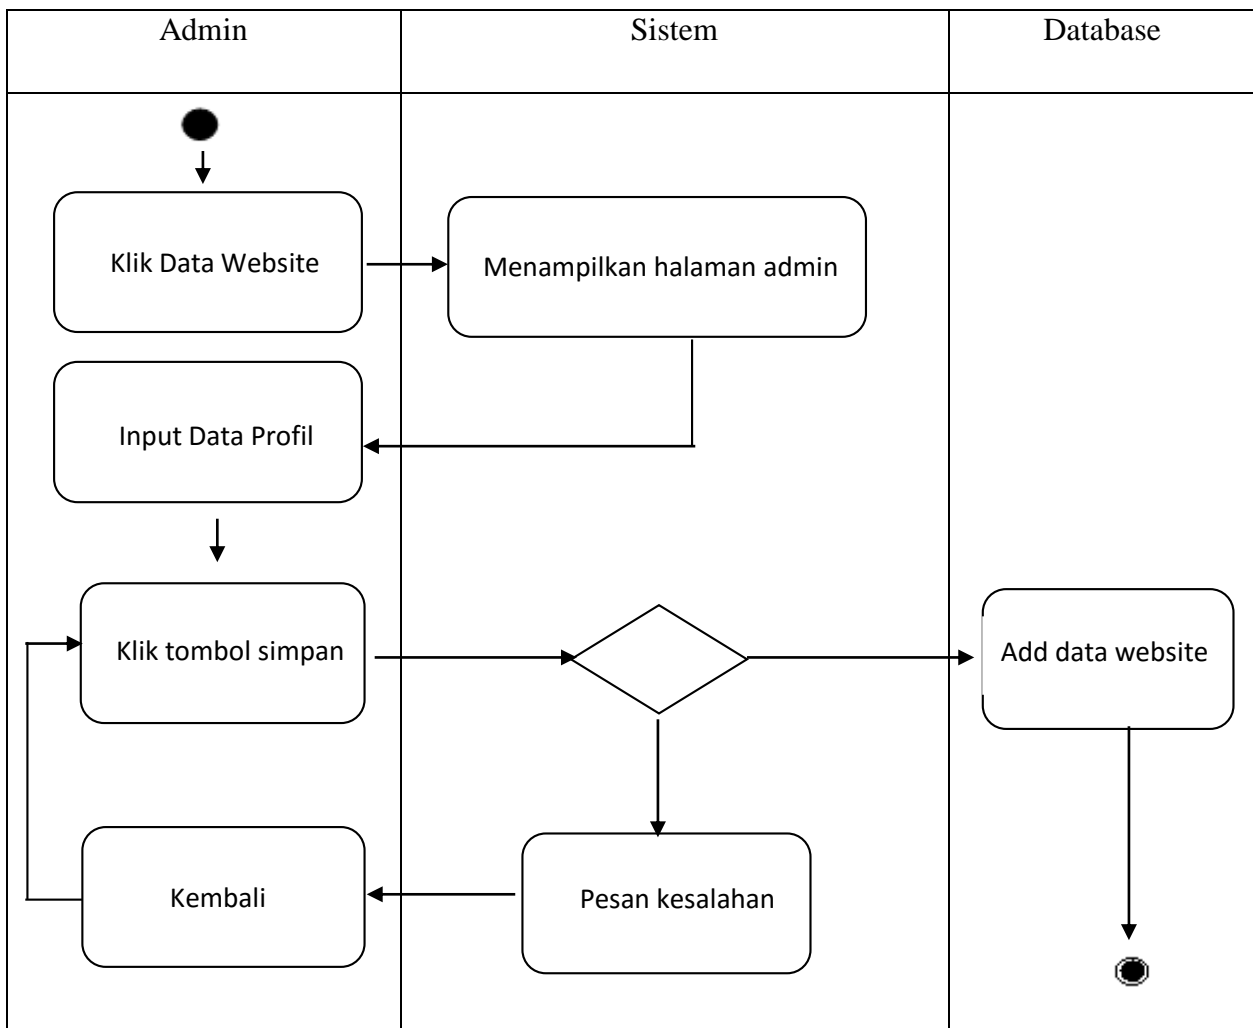 Admin
Sistem
Database
Klik Data Website
Menampilkan halaman admin
Input Data Profil
Klik tombol simpan
Add data website
Kembali
Pesan kesalahan